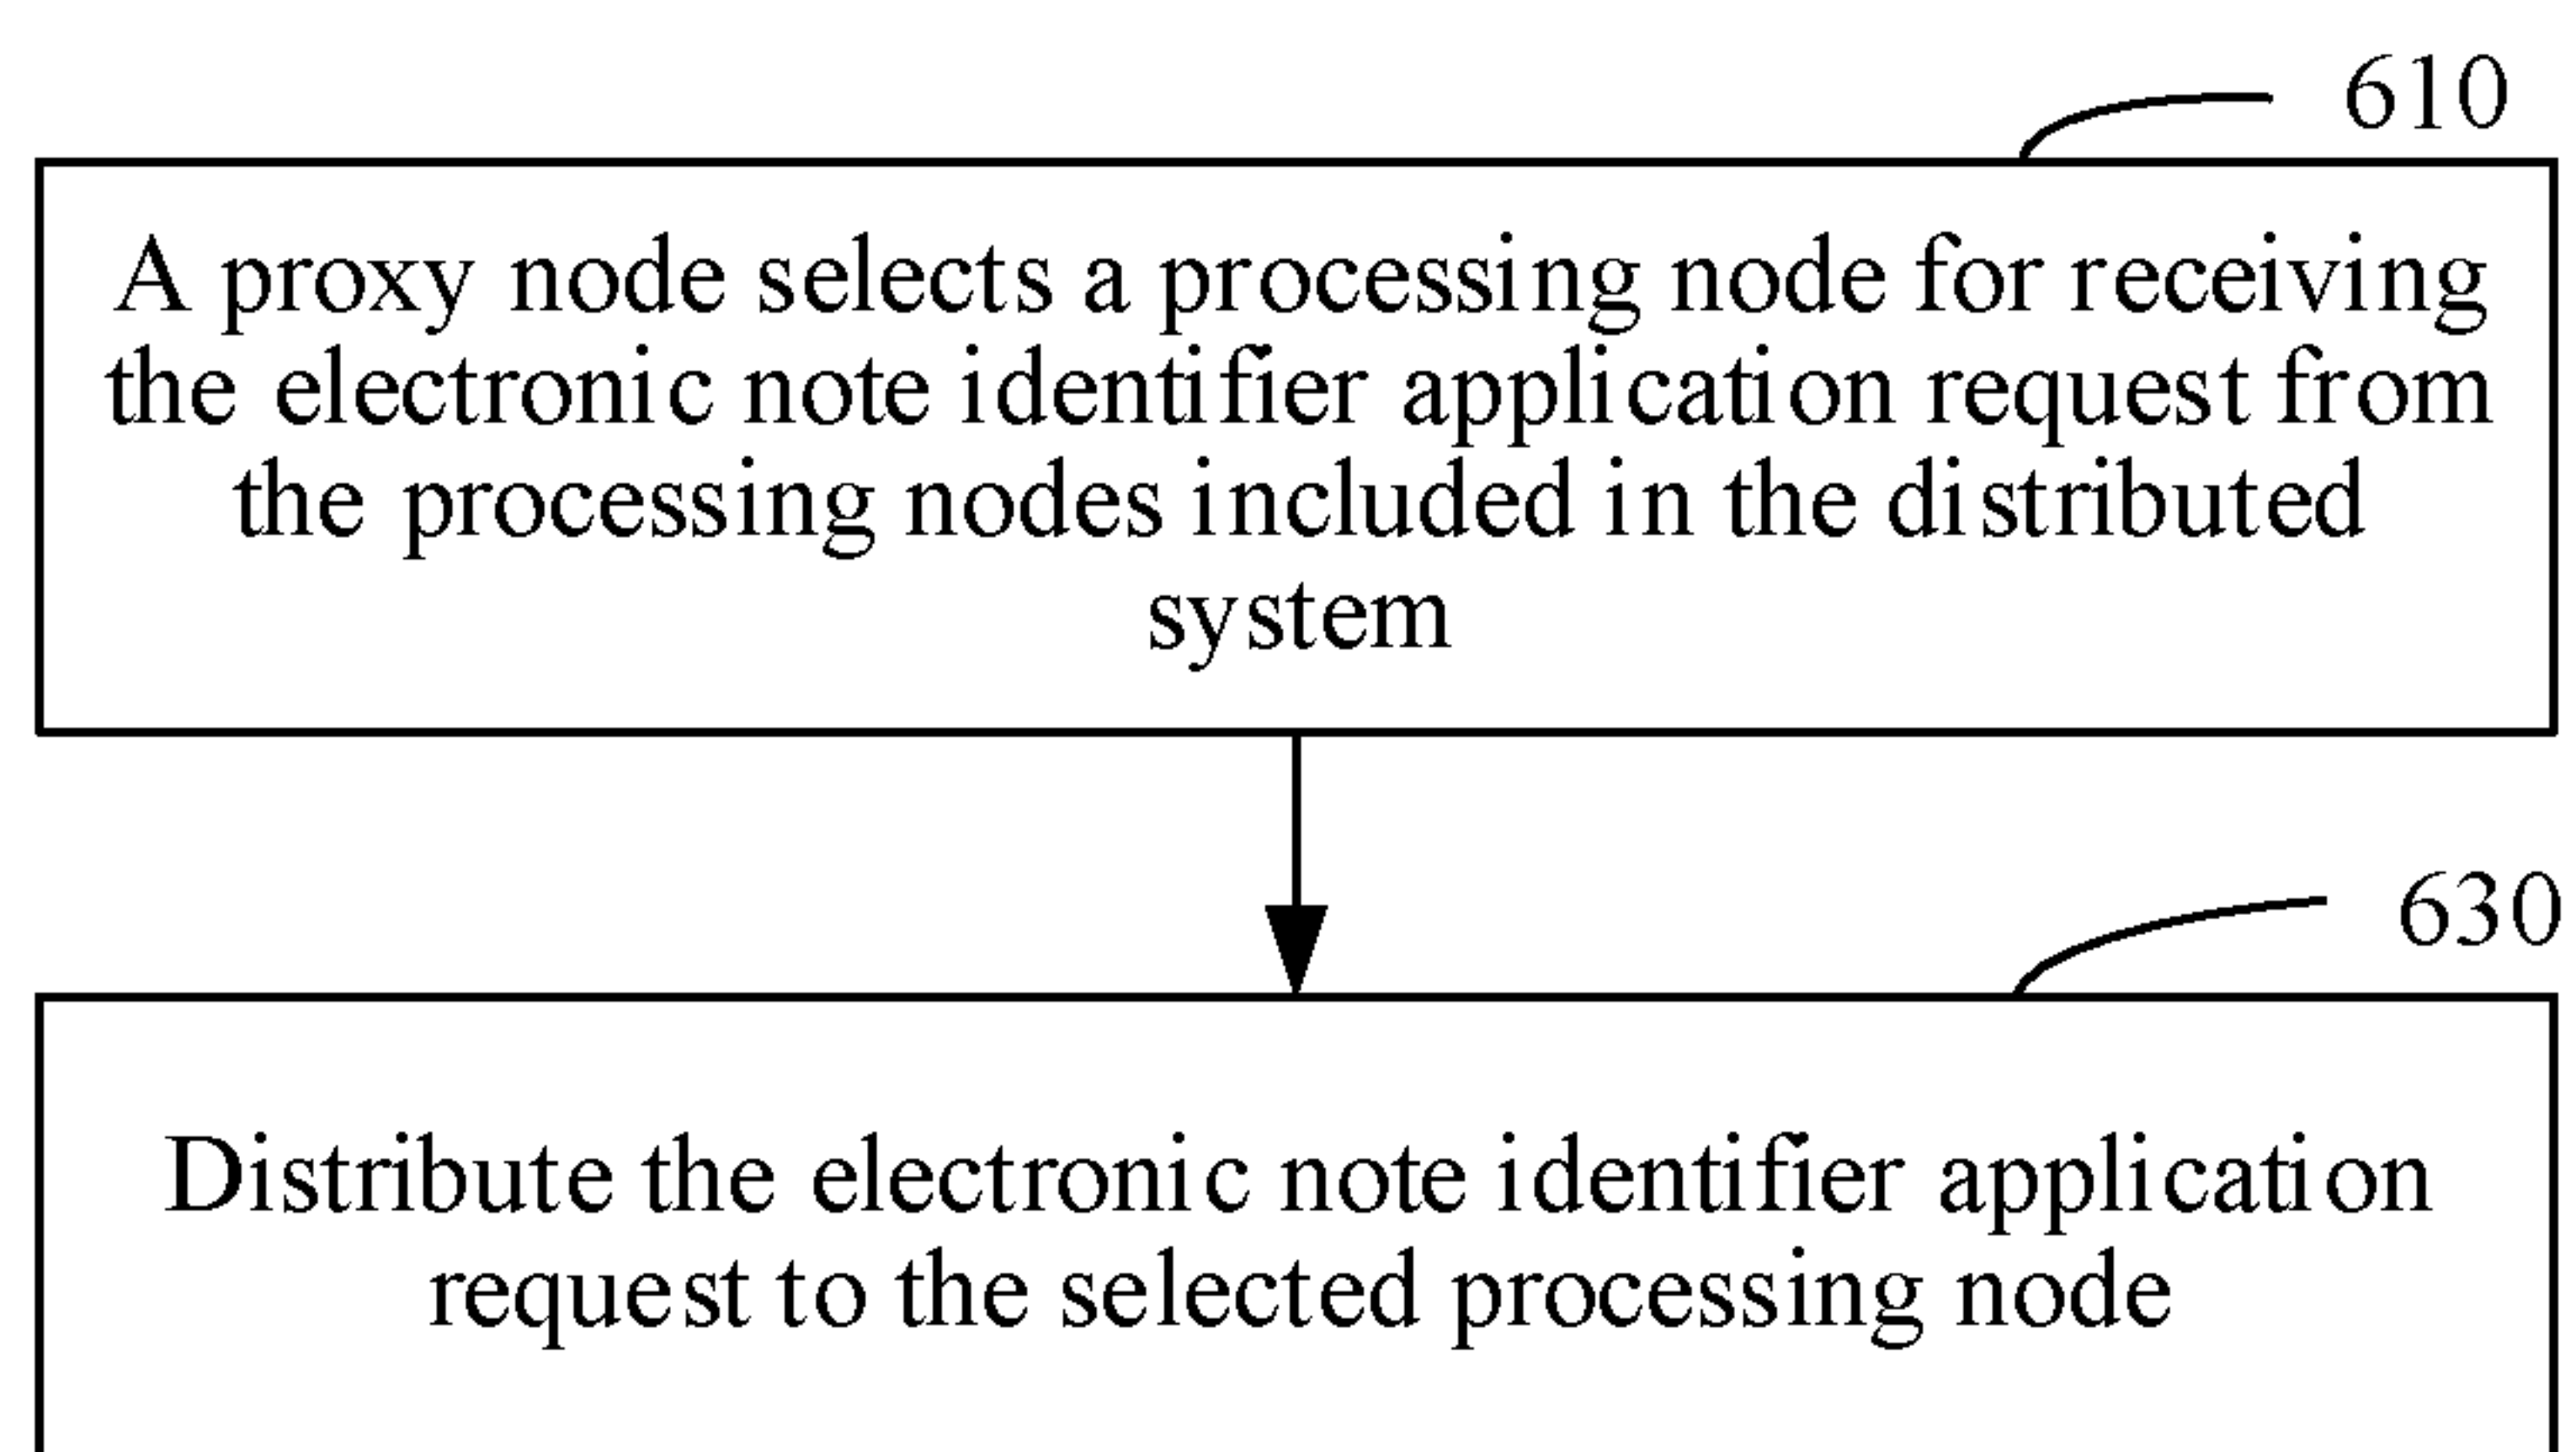 610
A proxy node selects a processing node for receiving
the electronic note identifier application request from
the processing nodes included in the distributed
system
630
Distribute the electronic note identifier application
request to the selected processing node